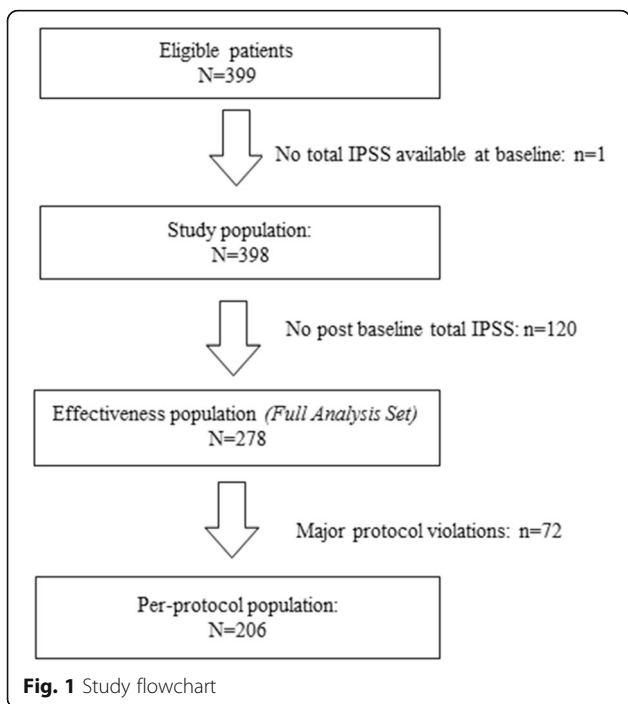 Eligible patients
N=399
No total IPSS available at baseline: n=1
Study population:
N=398
No post baseline total IPSS: n=120
Effectiveness population (Full Analysis Set)
N=278
Major protocol violations: n=72
Per-protocol population:
N=206
Fig. 1 Study flowchart